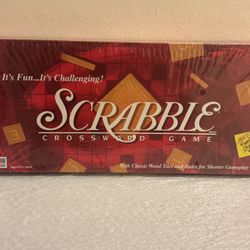 It's Fun...It's Challenging!
SCRABBLE
CROSSWORD GAME
With Classic Wood Tiles and Rules for Shorter Gameplay